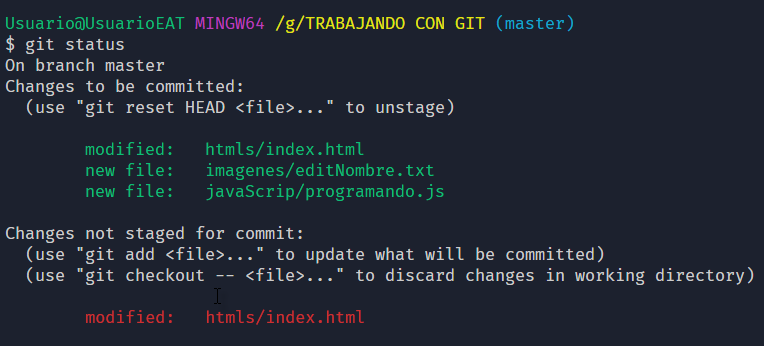 Usuario@UsuarioEAT MINGW64 /g/TRABAJANDO CON GIT (master)
$ git status
On branch master
Changes to be committed:
  (use "git reset HEAD <file>..." to unstage)

        modified:   htmls/index.html
        new file:   imagenes/editNombre.txt
        new file:   javaScrip/programando.js

Changes not staged for commit:
  (use "git add <file>..." to update what will be committed)
  (use "git checkout -- <file>..." to discard changes in working directory)

        modified:   htmls/index.html